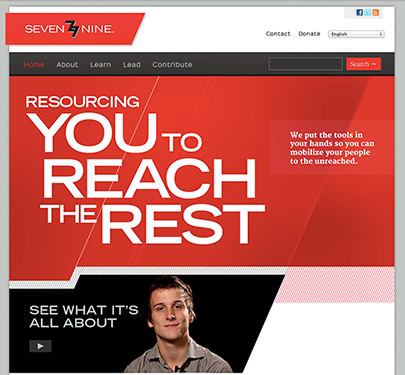 SEVEN NINE
Contact Donate English
Home About Learn Lead Contribute Search →
RESOURCING
YOU TO
REACH
THE REST
We put the tools in
your hands so you can
mobilize your people
to the unreached.
SEE WHAT IT'S
ALL ABOUT